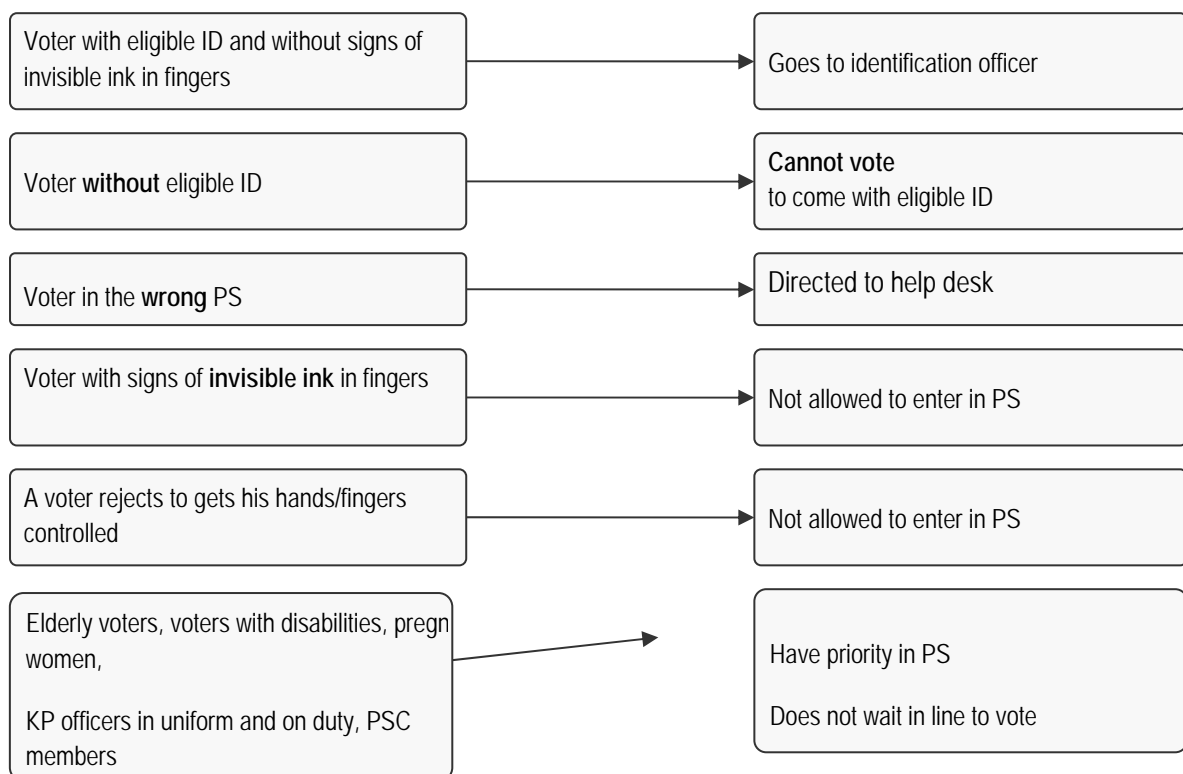 Voter with eligible ID and without signs of
invisible ink in fingers
Goes to identification officer
Voter without eligible ID
Cannot vote
to come with eligible ID
Voter in the wrong PS
Directed to help desk
Voter with signs of invisible ink in fingers
Not allowed to enter in PS
A voter rejects to gets his hands/fingers
controlled
Not allowed to enter in PS
Elderly voters, voters with disabilities, pregn
women,
KP officers in uniform and on duty, PSC
members
Have priority in PS
Does not wait in line to vote